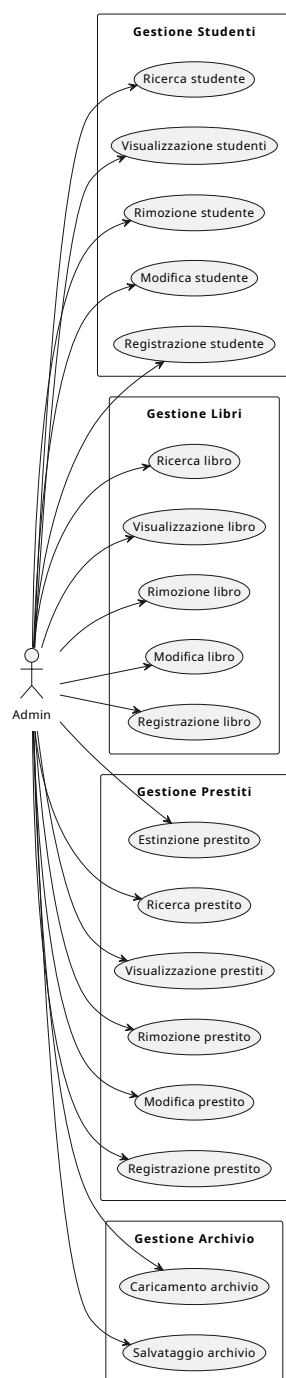 Gestione Studenti
Ricerca studente
Visualizzazione studenti
Rimozione studente
Modifica studente
Registrazione studente
Gestione Libri
Ricerca libro
Visualizzazione libro
Rimozione libro
Modifica libro
Registrazione libro
Admin
Gestione Prestiti
Estinzione prestito
Ricerca prestito
Visualizzazione prestiti
Rimozione prestito
Modifica prestito
Registrazione prestito
Gestione Archivio
Caricamento archivio
Salvataggio archivio